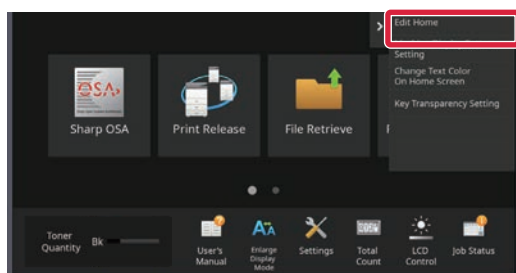 Edit Home
Setting
Change Text Color
On Home Screen
Key Transparency Setting
OSA
Sharp OSA
Print Release
File Retrieve
Toner
Quantity
Bk
User's
Manual
Enlarge
Display
Mode
Settings
Total
Count
LCD
Control
Job Status